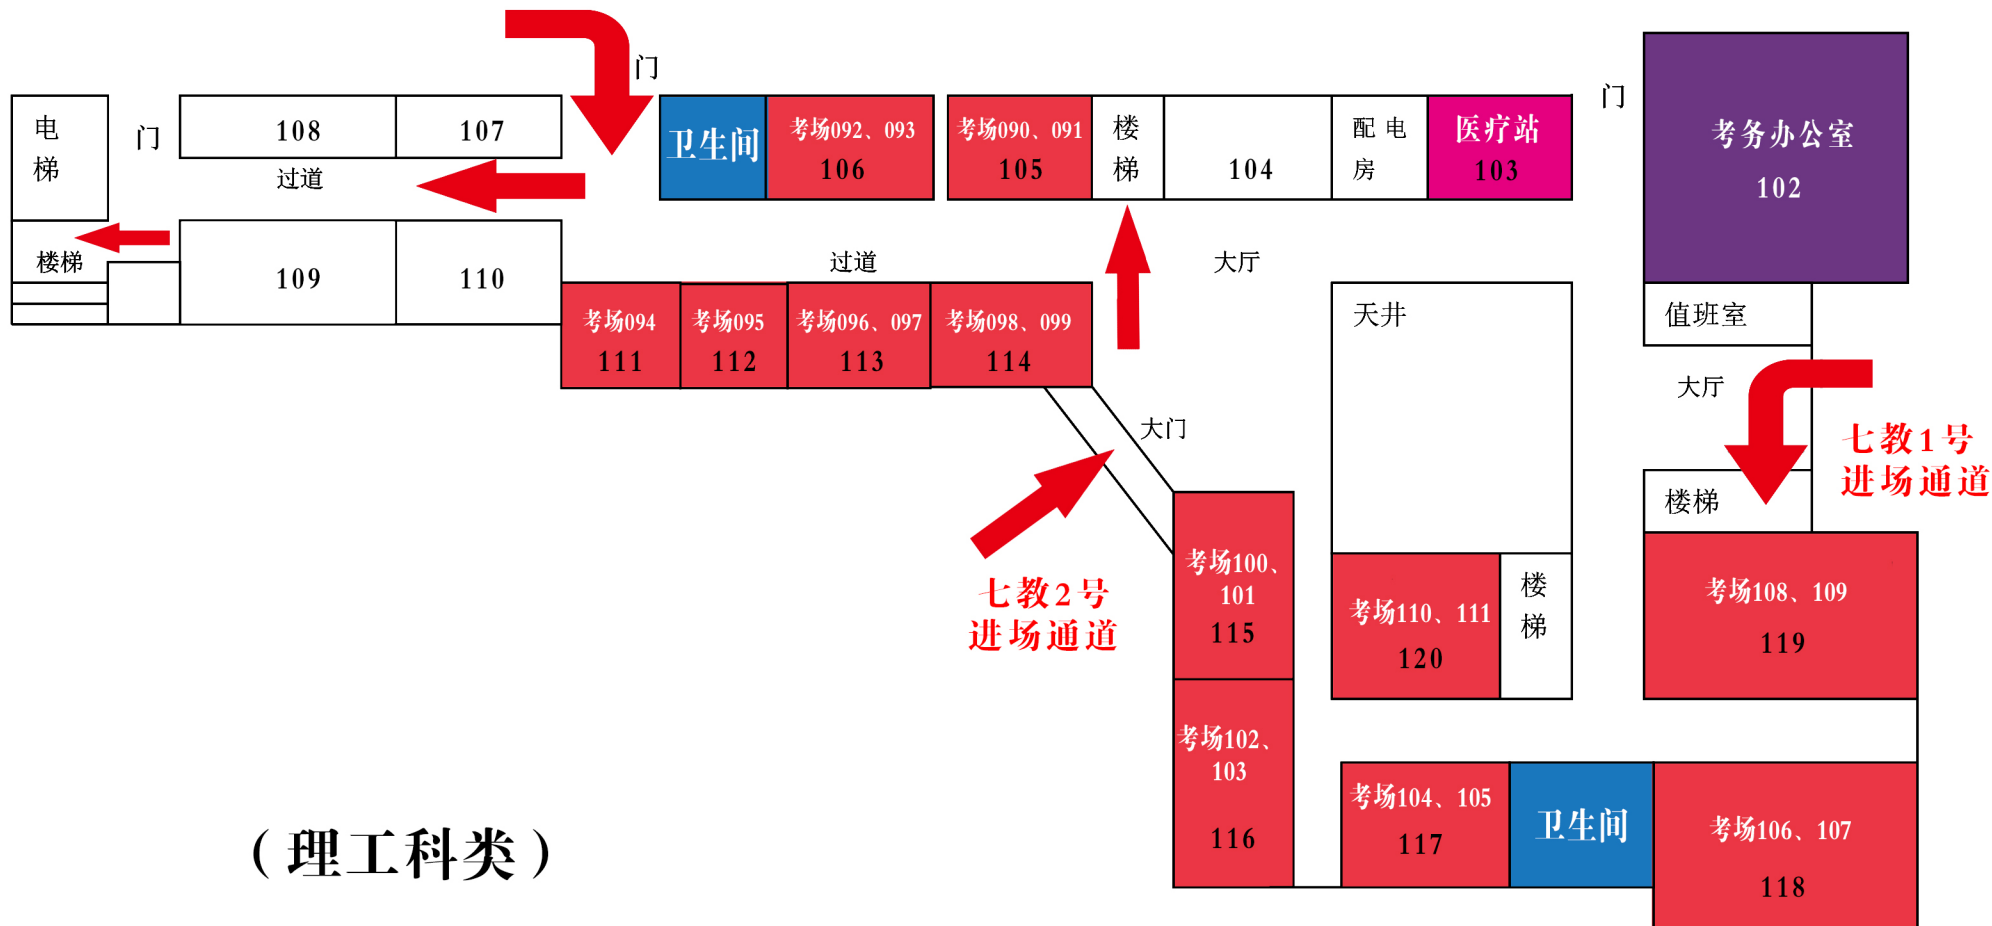 门
电
梯
门
108
107
过道
卫生间
考场092、093
106
考场090、091
105
楼
梯
104
配 电
房
医疗站
103
门
考务办公室
102
楼梯
109
110
过道
大厅
考场094
111
考场095
112
考场096、097
113
考场098、099
114
天井
值班室
大厅
大门
七教1号
进场通道
楼梯
七教2号
进场通道
考场100、
101
115
考场110、111
120
楼
梯
考场108、109
119
考场102、
103
116
考场104、105
117
卫生间
考场106、107
118
（理工科类）